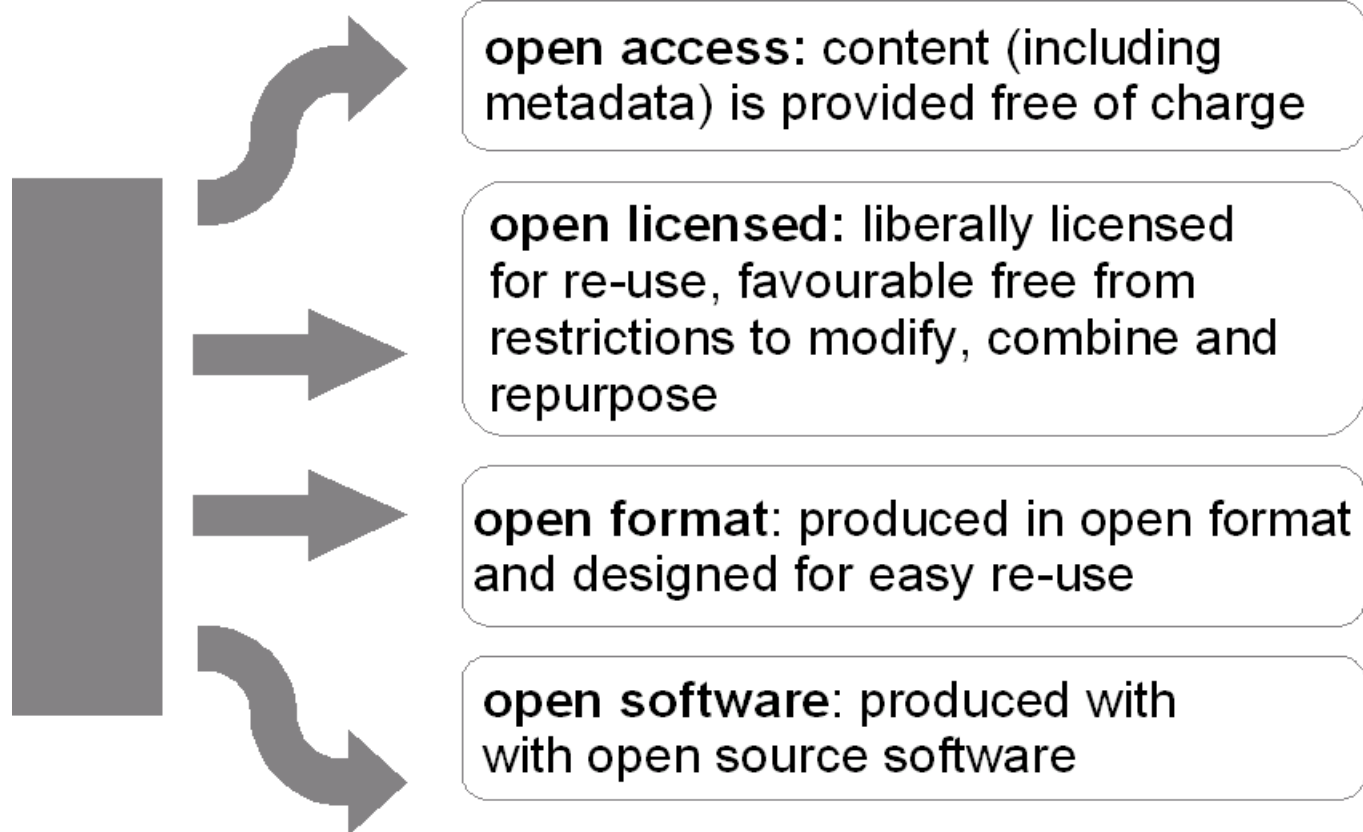 open access: content (including
metadata) is provided free of charge
open licensed: liberally licensed
for re-use, favourable free from
restrictions to modify, combine and
repurpose
open format: produced in open format
and designed for easy re-use
open software: produced with
with open source software